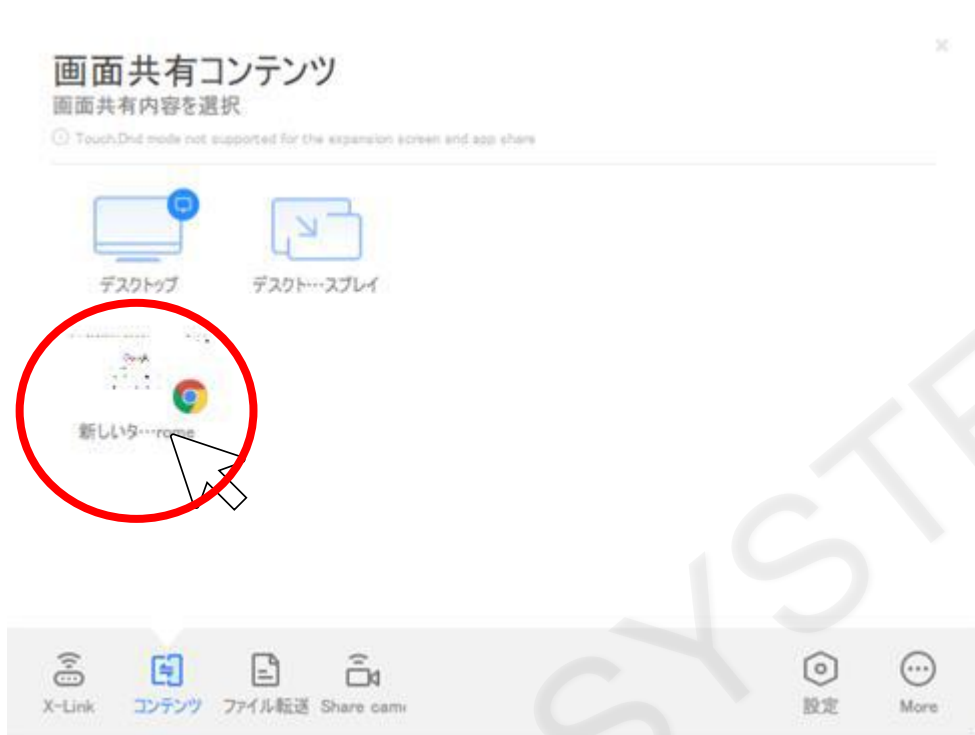 画面共有コンテンツ
画面共有内容を選択
Touch,Dnd mode not supported for the expansion screen and app share
デスクトップ
デスクト…スプレイ
新しいタ…rome
X-Link
コンテンツ
ファイル転送
Share came
設定
More
SYSTE